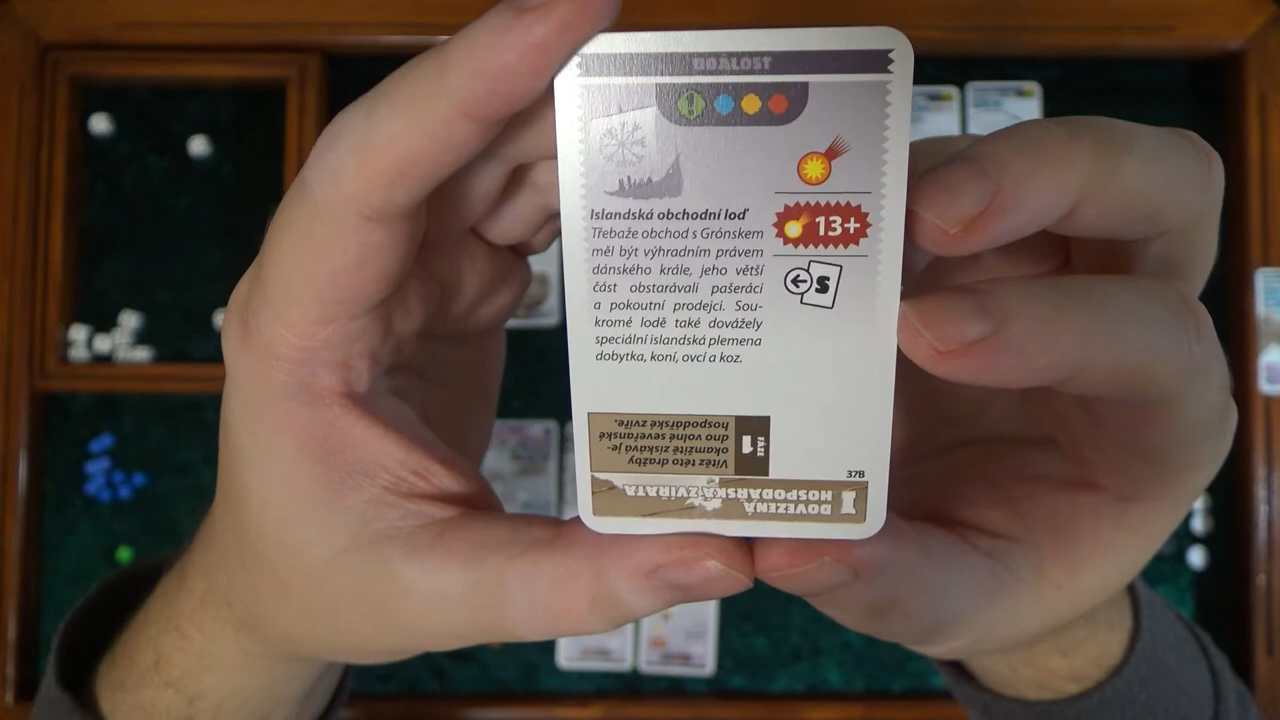 UDÁLOST
13+
S
Islandská obchodní loď
Třebaže obchod s Grónskem
měl být výhradním právem
dánského krále, jeho větší
část obstarávali pašeráci
a pokoutní prodejci. Sou-
kromé lodě také dovážely
speciální islandská plemena
dobytka, koní, ovcí a koz.
37B
DOVEZENÁ
HOSPODÁŘSKÁ ZVÍŘATA
I
FÁZE
1
Vítěz této dražby
okamžitě získává je-
dno volné seveřanské
hospodářské zvíře.